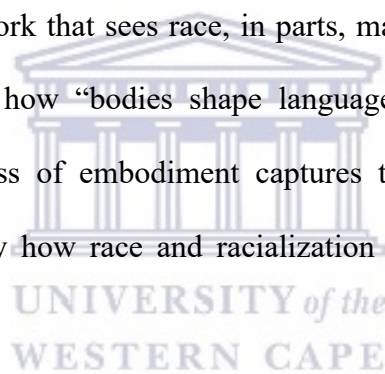 ork that sees race, in parts, ma
how “bodies shape language
ss of embodiment captures t
y how race and racialization
UNIVERSITY of the
WESTERN CAPE